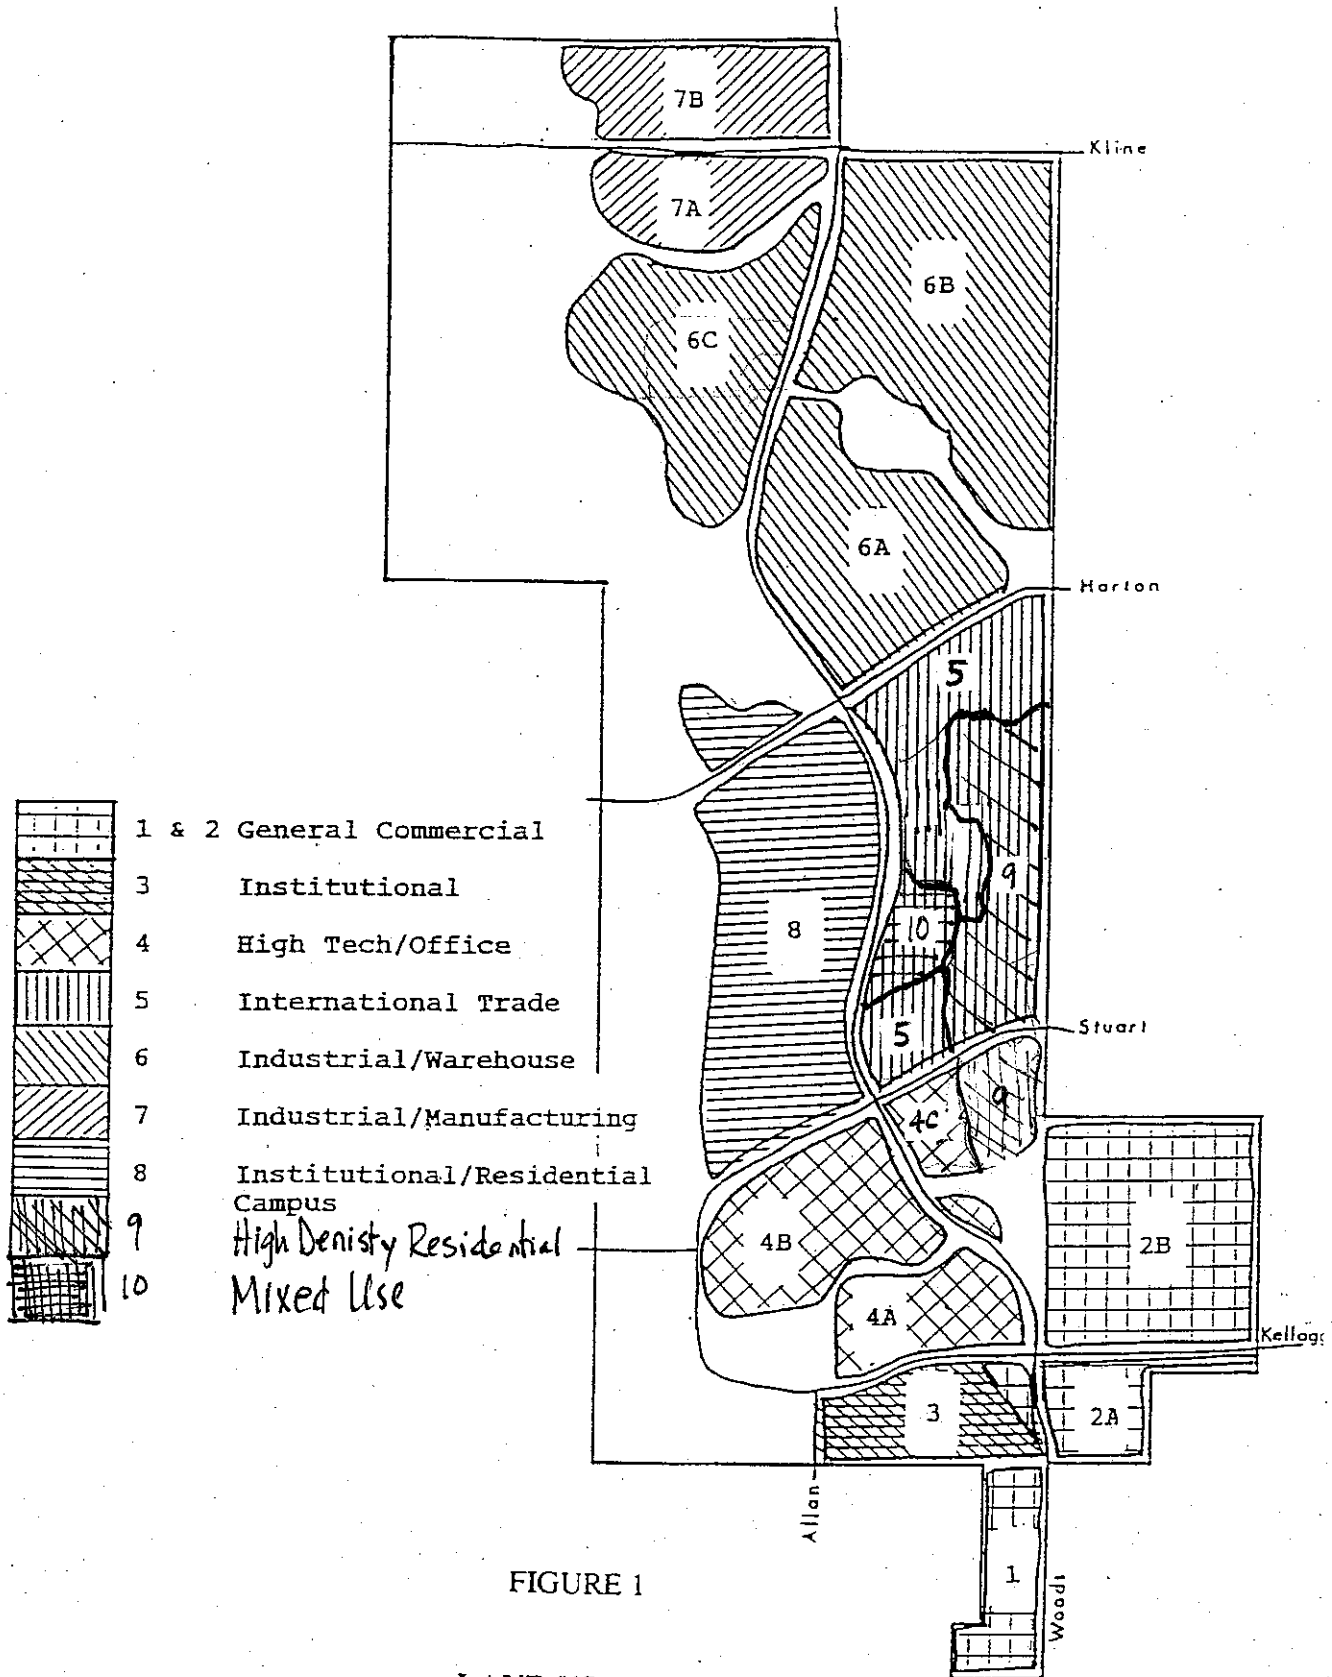 7B
Kline
7A
6B
6C
6A
Harton
5
1 & 2 General Commercial
3 Institutional
9
8
10
4 High Tech/Office
5 International Trade
5
Stuart
6 Industrial/Warehouse
9
7 Industrial/Manufacturing
4C
8 Institutional/Residential
Campus
9 High Denisty Residential
4B
2B
10 Mixed Use
4A
Kellogg
3
2A
Allan
1
Woods
FIGURE 1